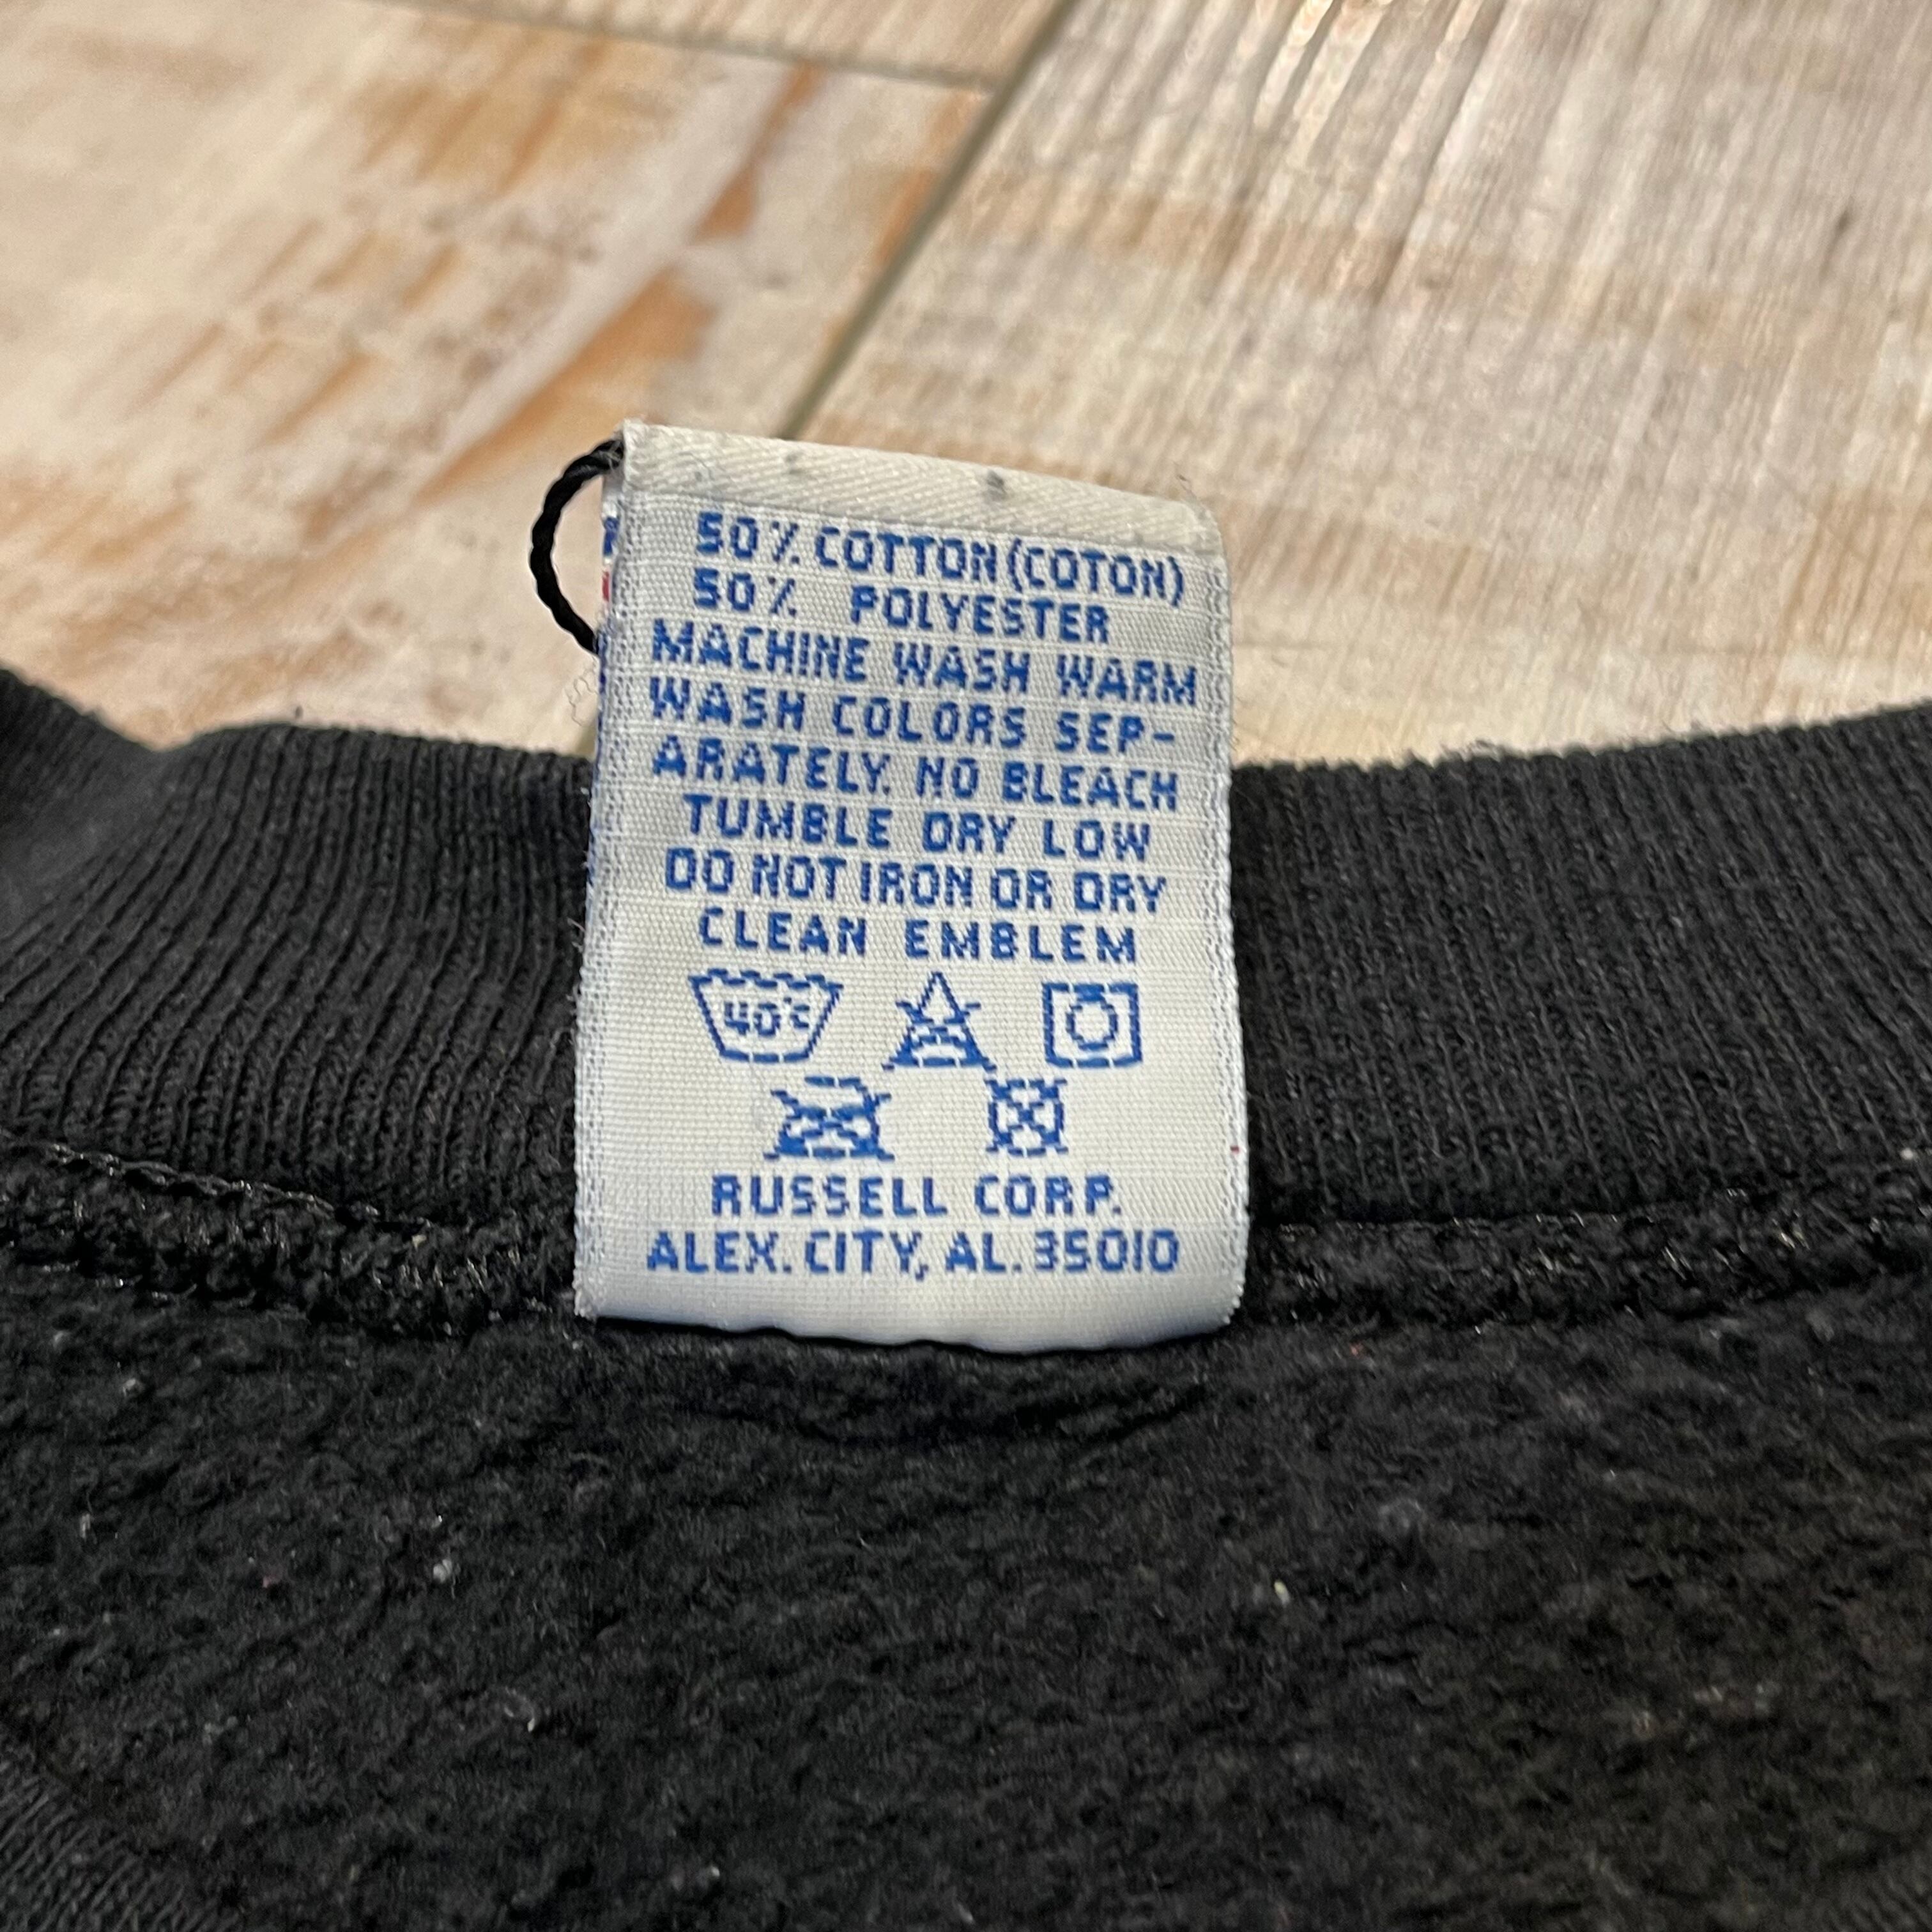 50% COTTON (COTON)
50% POLYESTER
MACHINE WASH WARM
WASH COLORS SEP-
ARATELY. NO BLEACH
TUMBLE DRY LOW
DO NOT IRON OR DRY
CLEAN EMBLEM
40°C
RUSSELL CORP.
ALEX. CITY, AL. 35010